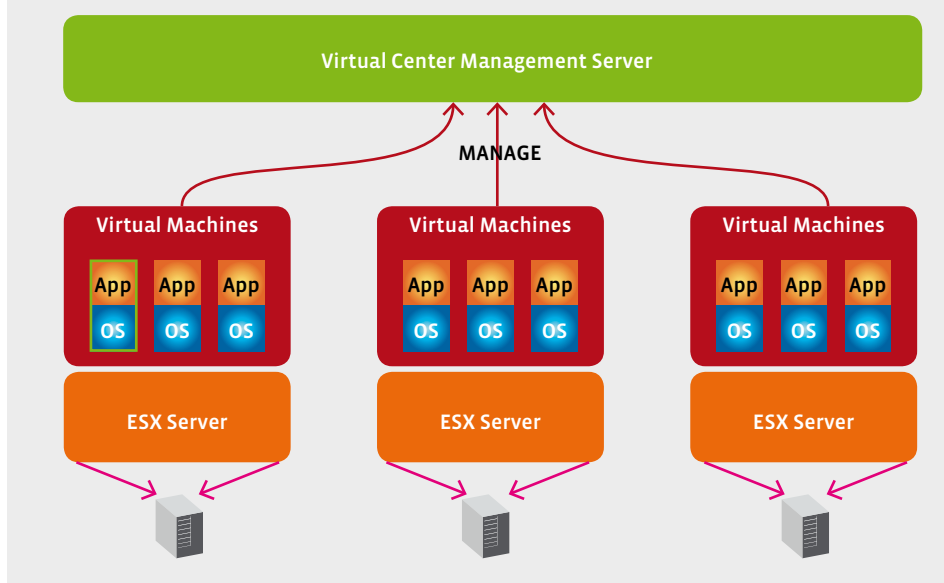 Virtual Center Management Server
MANAGE
Virtual Machines Virtual Machines Virtual Machines
App App App App App App App App App
OS OS OS OS OS OS OS OS OS
ESX Server ESX Server ESX Server